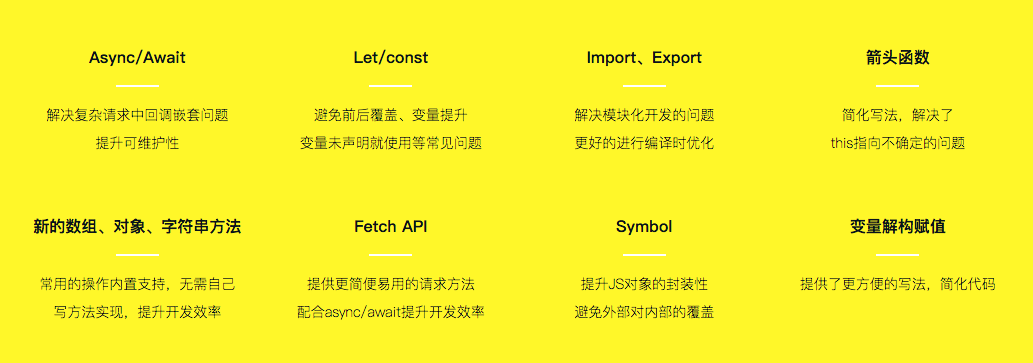 Async/Await
解决复杂请求中回调嵌套问题
提升可维护性
Let/const
避免前后覆盖、变量提升
变量未声明就使用等常见问题
Import、Export
解决模块化开发的问题
更好的进行编译时优化
箭头函数
简化写法，解决了
this指向不确定的问题
新的数组、对象、字符串方法
常用的操作内置支持，无需自己
写方法实现，提升开发效率
Fetch API
提供更简便易用的请求方法
配合async/await提升开发效率
Symbol
提升JS对象的封装性
避免外部对内部的覆盖
变量解构赋值
提供了更方便的写法，简化代码